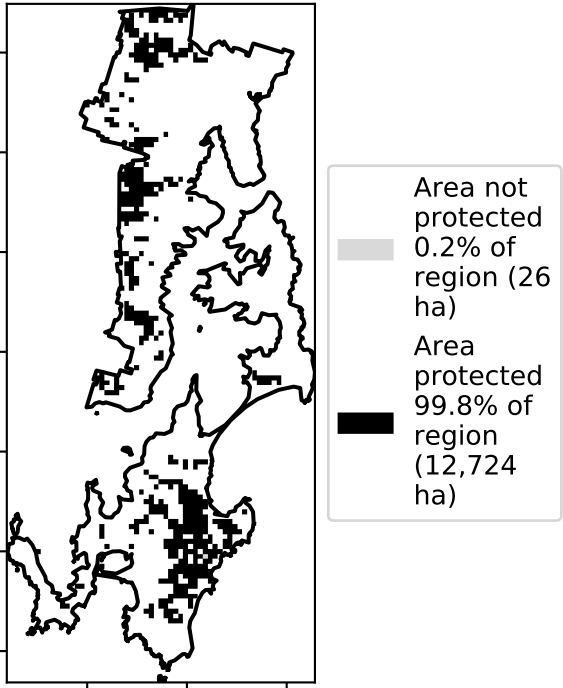 Area not
protected
0.2% of
region (26
ha)
Area
protected
99.8% of
region
(12,724
ha)